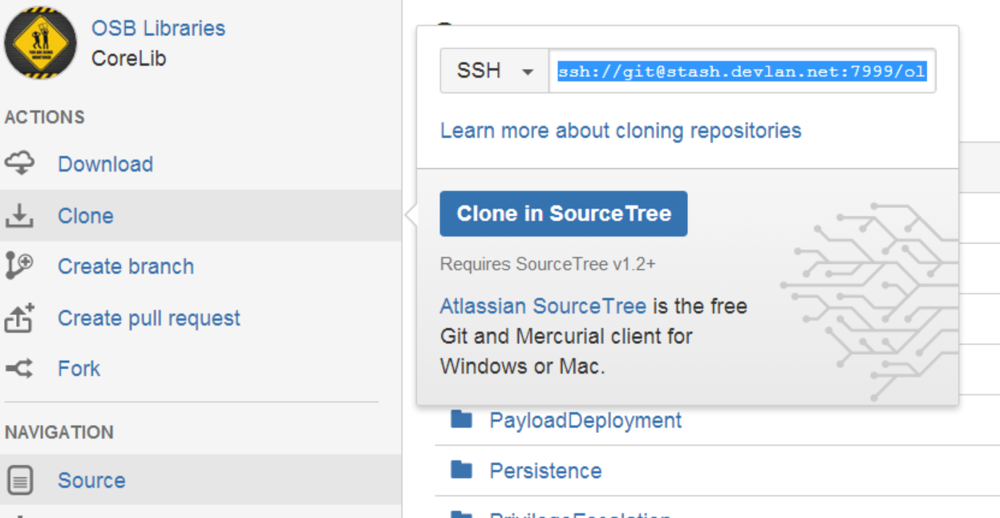 OSB Libraries
CoreLib
ACTIONS
Download
Clone
Create branch
Create pull request
Fork
NAVIGATION
Source
SSH
ssh://git@stash.devlan.net:7999/ol
Learn more about cloning repositories
Clone in SourceTree
Requires SourceTree v1.2+
Atlassian SourceTree is the free
Git and Mercurial client for
Windows or Mac.
PayloadDeployment
Persistence
PrivilegeEscalation